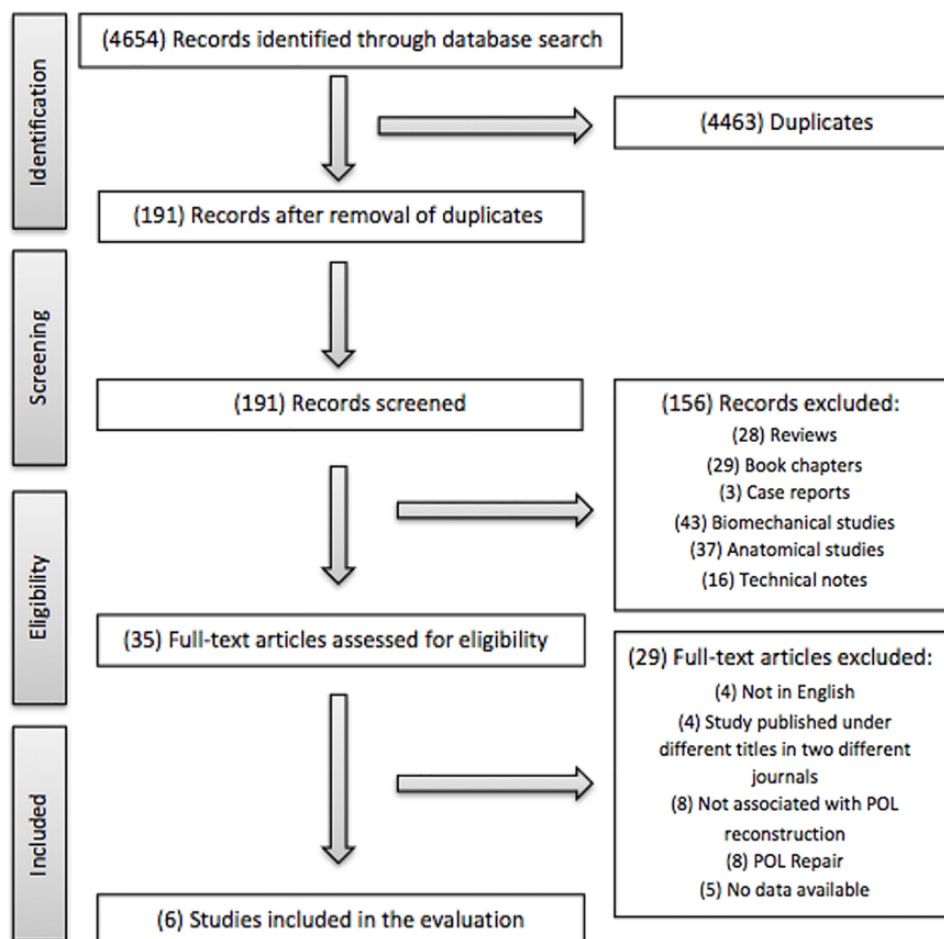 Identification
(4654) Records identified through database search
(4463) Duplicates
(191) Records after removal of duplicates
Screening
(191) Records screened
(156) Records excluded:
(28) Reviews
(29) Book chapters
(3) Case reports
(43) Biomechanical studies
(37) Anatomical studies
(16) Technical notes
Eligibility
(35) Full-text articles assessed for eligibility
(29) Full-text articles excluded:
(4) Not in English
(4) Study published under
different titles in two different
journals
(8) Not associated with POL
reconstruction
(8) POL Repair
(5) No data available
Included
(6) Studies included in the evaluation